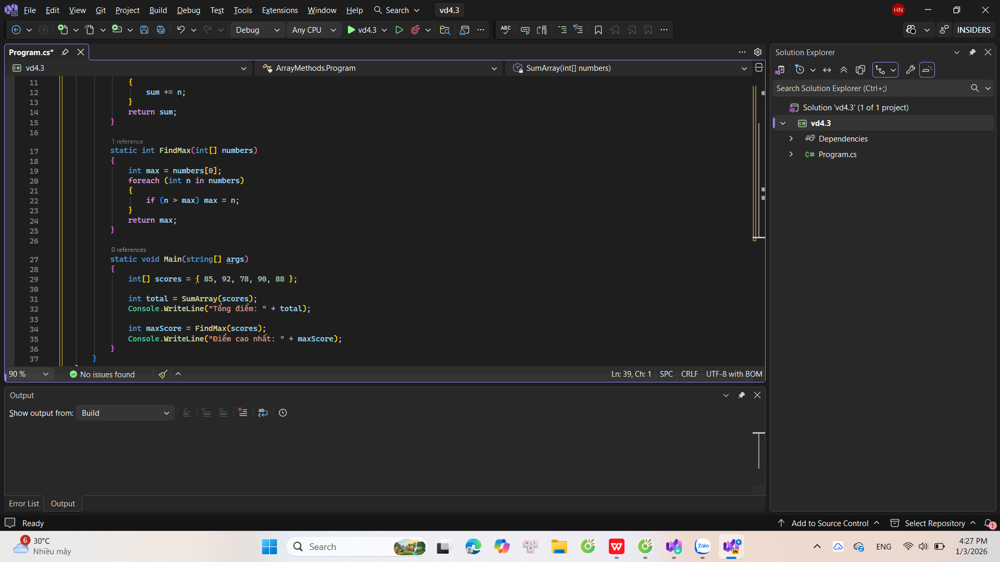 File Edit View Git Project Build Debug Test Tools Extensions Window Help Search vd4.3 HN
Debug Any CPU vd4.3 INSIDERS
Program.cs*
vd4.3 ArrayMethods.Program SumArray(int[] numbers)
11 {
12 sum += n;
13 }
14 return sum;
15 }
16
1 reference
17 static int FindMax(int[] numbers)
18 {
19 int max = numbers[0];
20 foreach (int n in numbers)
21 {
22 if (n > max) max = n;
23 }
24 return max;
25 }
26
0 references
27 static void Main(string[] args)
28 {
29 int[] scores = { 85, 92, 78, 90, 88 };
30
31 int total = SumArray(scores);
32 Console.WriteLine("Tổng điểm: " + total);
33
34 int maxScore = FindMax(scores);
35 Console.WriteLine("Điểm cao nhất: " + maxScore);
36 }
37 }
90 % No issues found Ln: 39, Ch: 1 SPC CRLF UTF-8 with BOM
Output
Show output from: Build
Error List Output
Solution Explorer
Search Solution Explorer (Ctrl+;)
Solution 'vd4.3' (1 of 1 project)
vd4.3
Dependencies
C# Program.cs
Ready Add to Source Control Select Repository 1
6 30°C
Nhiều mây
Search
Zalo
ENG
4:27 PM
1/3/2026